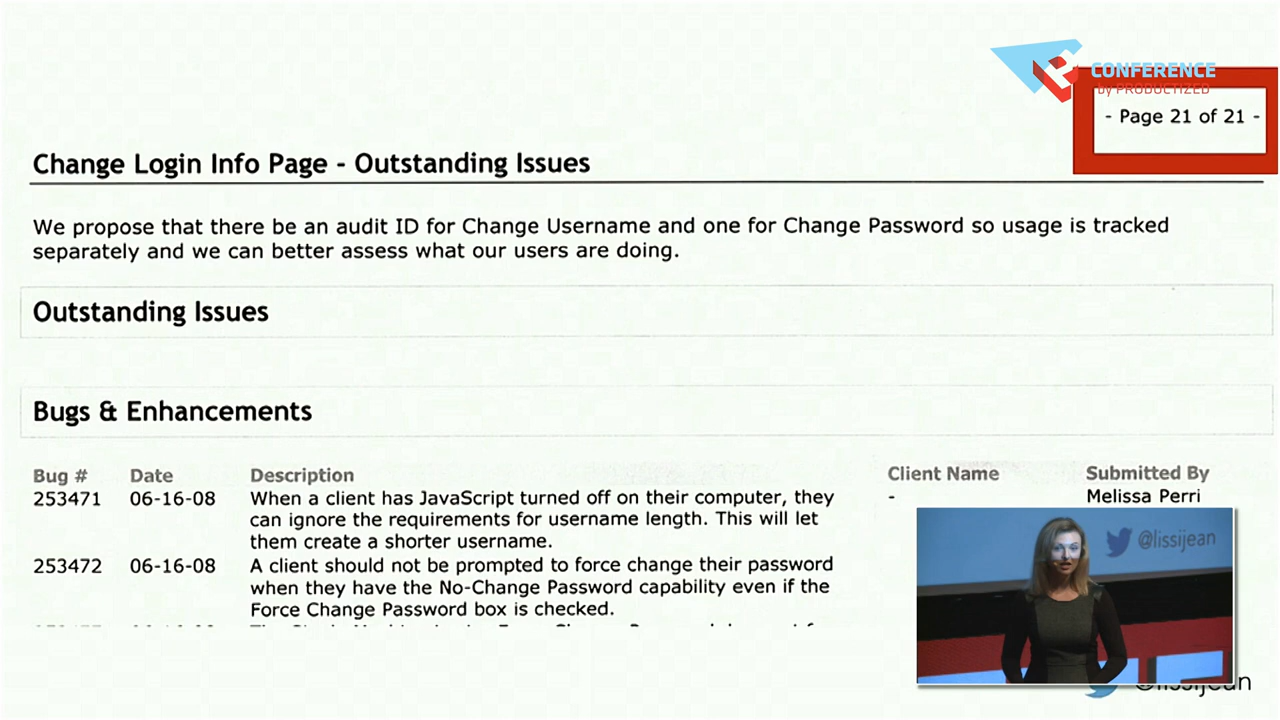 CONFERENCE
by PRODUCTIZED
- Page 21 of 21 -
Change Login Info Page - Outstanding Issues
We propose that there be an audit ID for Change Username and one for Change Password so usage is tracked
separately and we can better assess what our users are doing.
Outstanding Issues
Bugs & Enhancements
Bug # Date Description Client Name Submitted By
253471 06-16-08 When a client has JavaScript turned off on their computer, they - Melissa Perri
can ignore the requirements for username length. This will let
them create a shorter username.
253472 06-16-08 A client should not be prompted to force change their password
when they have the No-Change Password capability even if the
Force Change Password box is checked.
@lissijean
@lissijean